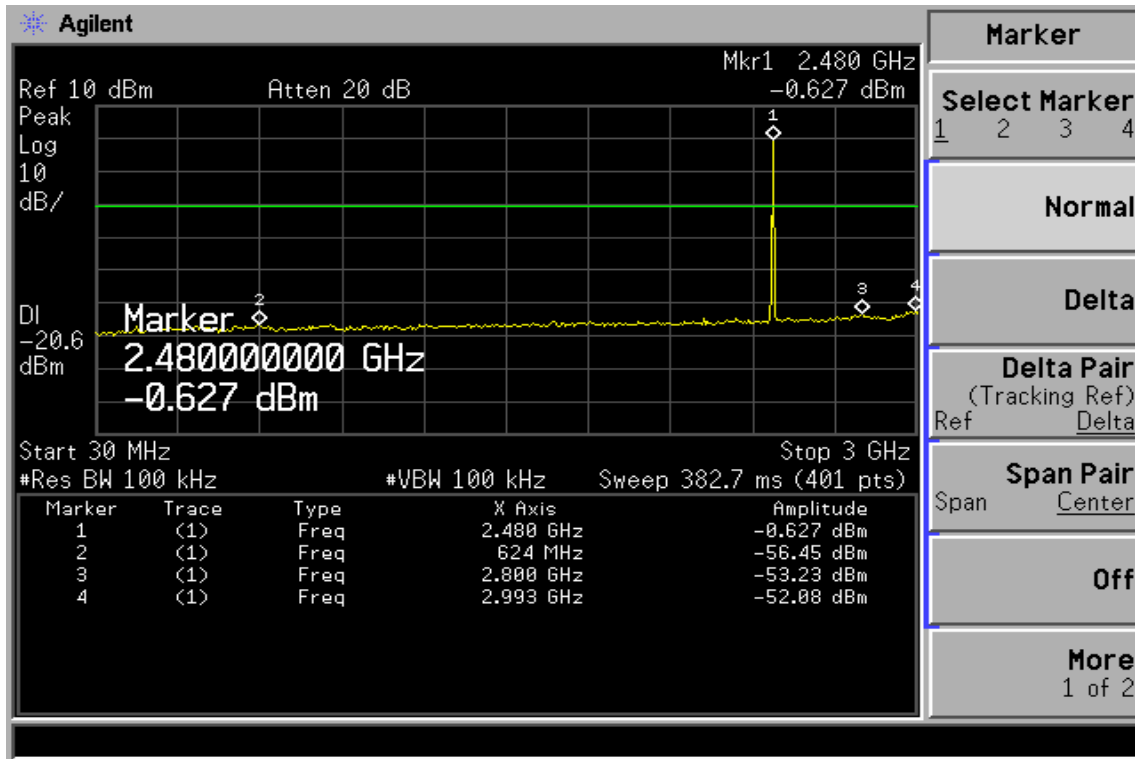 Agilent
Mkr1 2.480 GHz
Ref 10 dBm Atten 20 dB -0.627 dBm
Peak
Log
10
dB/
1
2
3
4
DI
-20.6
dBm
Marker
2.480000000 GHz
-0.627 dBm
Start 30 MHz Stop 3 GHz
#Res BW 100 kHz #VBW 100 kHz Sweep 382.7 ms (401 pts)
Marker Trace Type X Axis Amplitude
1 (1) Freq 2.480 GHz -0.627 dBm
2 (1) Freq 624 MHz -56.45 dBm
3 (1) Freq 2.800 GHz -53.23 dBm
4 (1) Freq 2.993 GHz -52.08 dBm
Marker
Select Marker
1 2 3 4
Normal
Delta
Delta Pair
(Tracking Ref)
Ref Delta
Span Pair
Span Center
Off
More
1 of 2